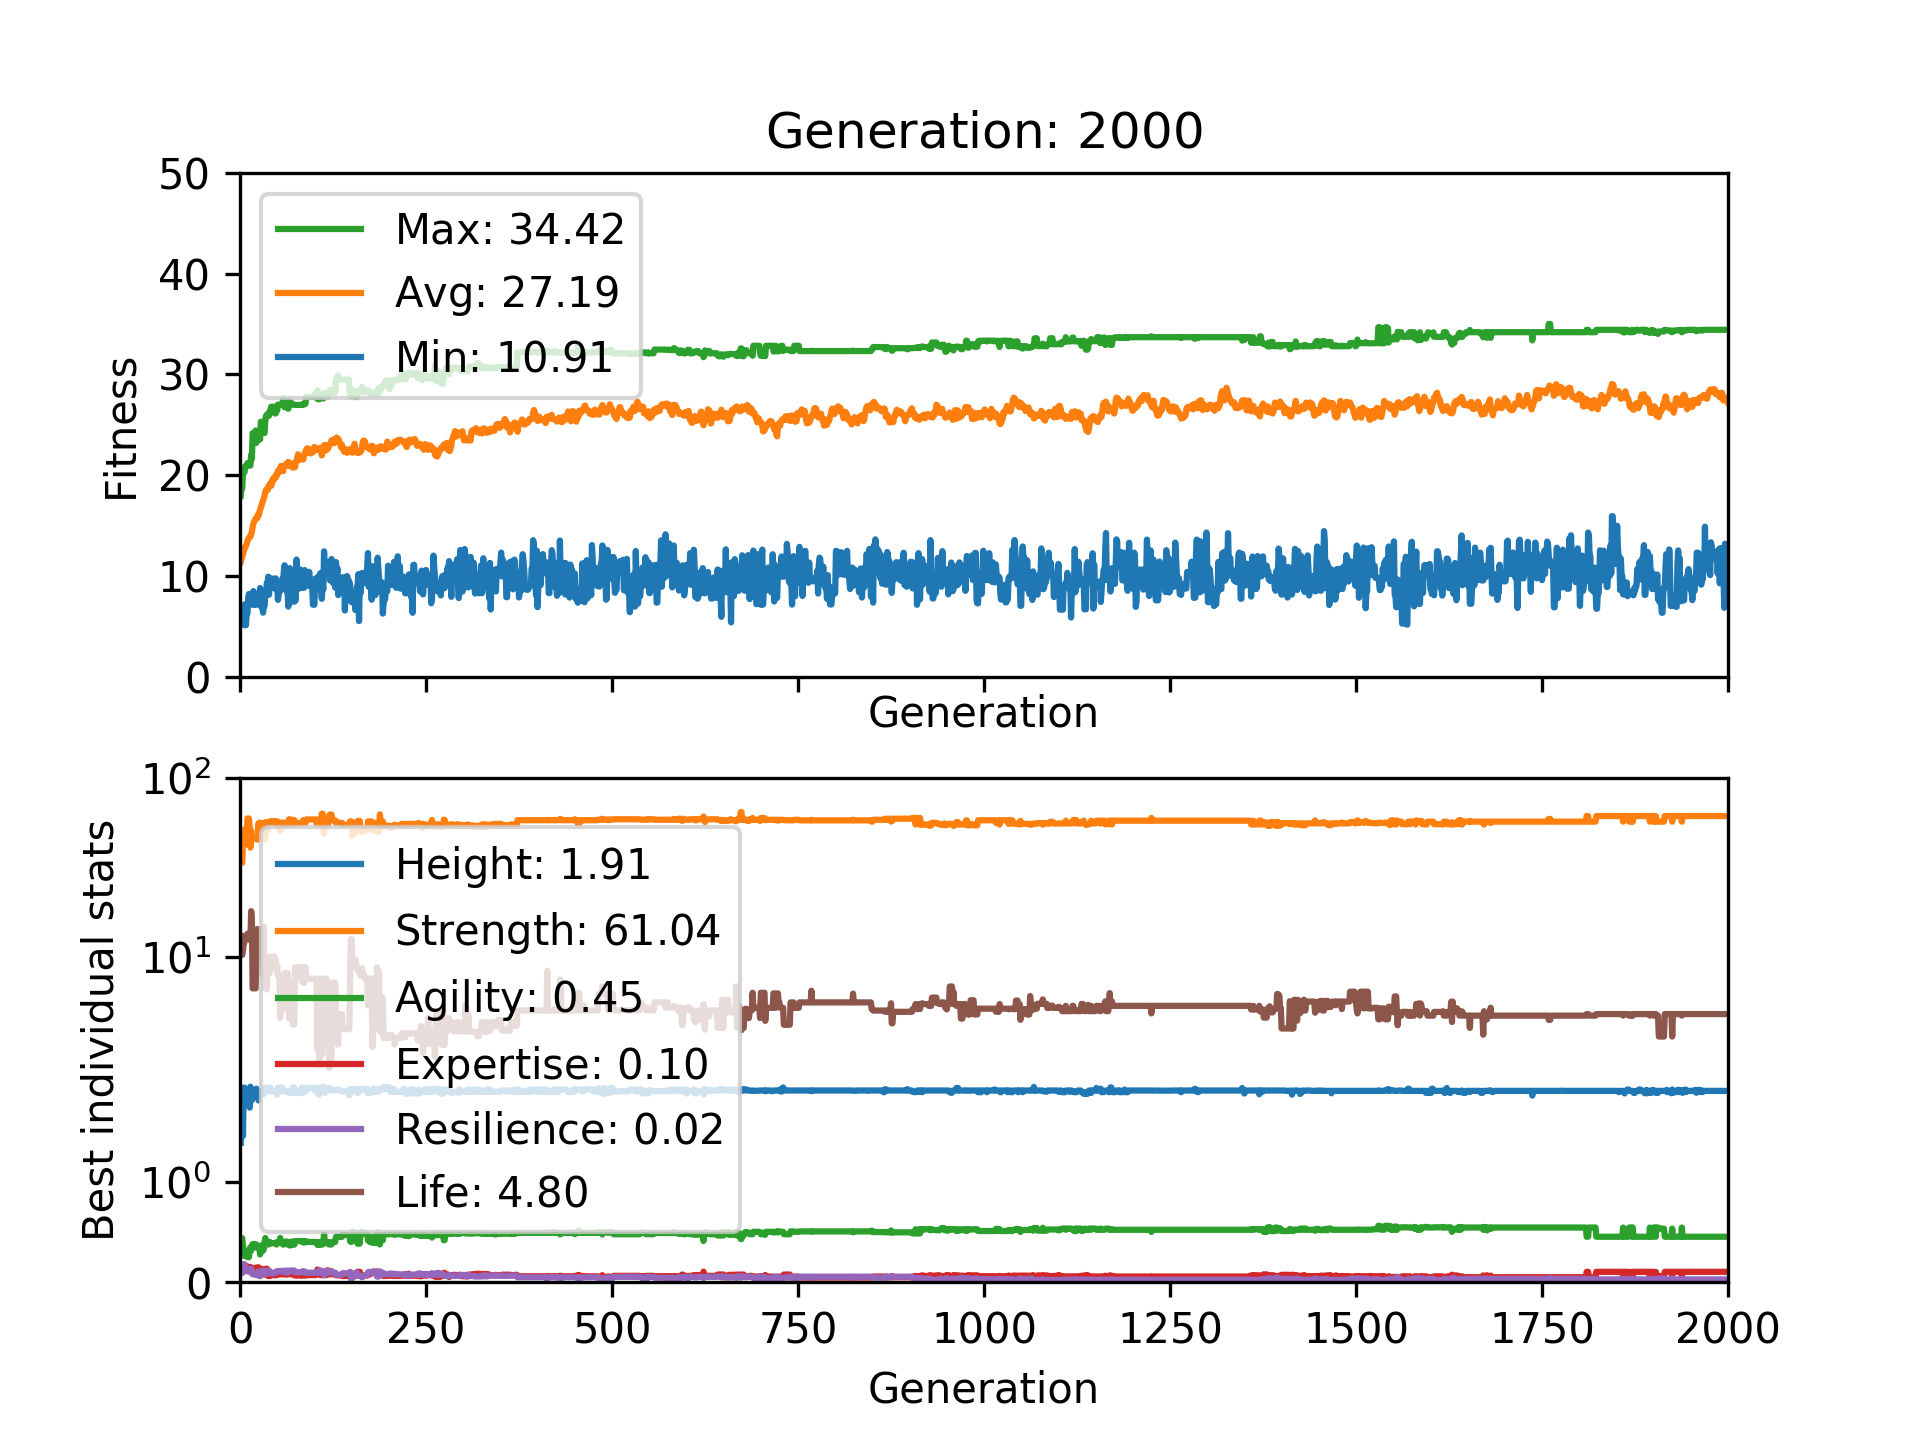 Generation: 2000
50
40
30
20
10
0
Fitness
Max: 34.42
Avg: 27.19
Min: 10.91
Generation
10²
10¹
10⁰
0
Best individual stats
Height: 1.91
Strength: 61.04
Agility: 0.45
Expertise: 0.10
Resilience: 0.02
Life: 4.80
0 250 500 750 1000 1250 1500 1750 2000
Generation